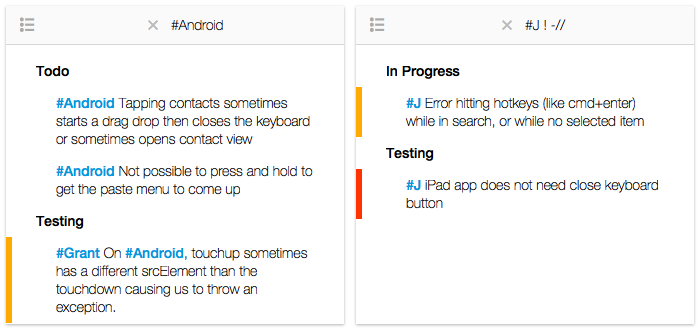 #Android
Todo
#Android Tapping contacts sometimes
starts a drag drop then closes the keyboard
or sometimes opens contact view
#Android Not possible to press and hold to
get the paste menu to come up
Testing
#Grant On #Android, touchup sometimes
has a different srcElement than the
touchdown causing us to throw an
exception.
#J ! -//
In Progress
#J Error hitting hotkeys (like cmd+enter)
while in search, or while no selected item
Testing
#J iPad app does not need close keyboard
button